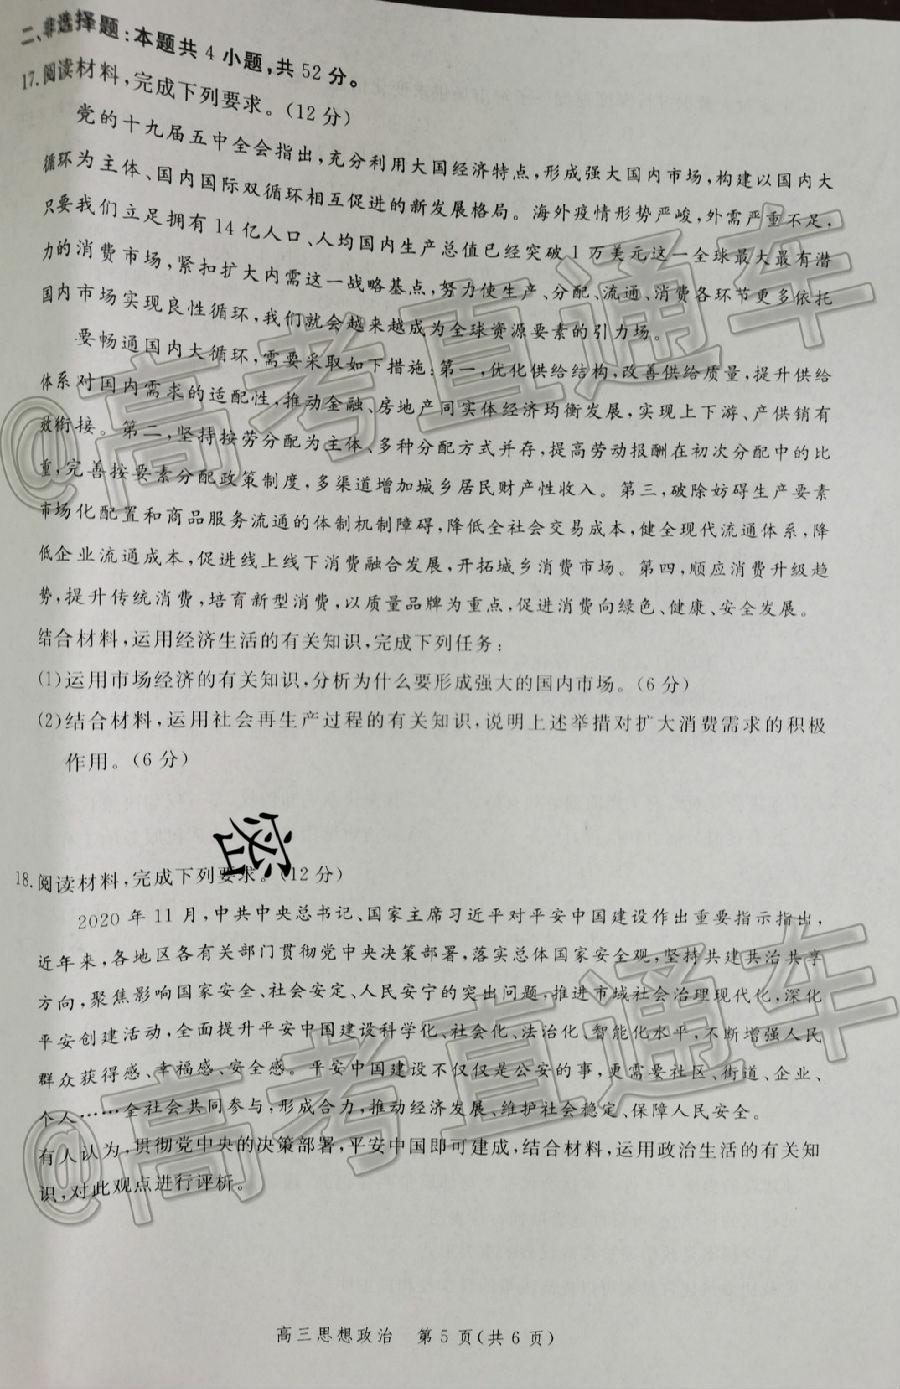 二、非选择题:本题共4小题,共52分。
17.阅读材料,完成下列要求。(12分)
党的十九届五中全会指出,充分利用大国经济特点,形成强大国内市场,构建以国内大
循环为主体、国内国际双循环相互促进的新发展格局。海外疫情形势严峻,外需严重不足,
只要我们立足拥有14亿人口、人均国内生产总值已经突破1万美元这一全球最大最有潜
力的消费市场,紧扣扩大内需这一战略基点,努力使生产、分配、流通、消费各环节更多依托
国内市场实现良性循环,我们就会越来越成为全球资源要素的引力场。
要畅通国内大循环,需要采取如下措施:第一,优化供给结构,改善供给质量,提升供给
体系对国内需求的适配性,推动金融、房地产同实体经济均衡发展,实现上下游、产供销有
效衔接。第二,坚持按劳分配为主体、多种分配方式并存,提高劳动报酬在初次分配中的比
重,完善按要素分配政策制度,多渠道增加城乡居民财产性收入。第三,破除妨碍生产要素
市场化配置和商品服务流通的体制机制障碍,降低全社会交易成本,健全现代流通体系,降
低企业流通成本,促进线上线下消费融合发展,开拓城乡消费市场。第四,顺应消费升级趋
势,提升传统消费,培育新型消费,以质量品牌为重点,促进消费向绿色、健康、安全发展。
结合材料,运用经济生活的有关知识,完成下列任务:
(1)运用市场经济的有关知识,分析为什么要形成强大的国内市场。(6分)
(2)结合材料,运用社会再生产过程的有关知识,说明上述举措对扩大消费需求的积极
作用。(6分)
密
18.阅读材料,完成下列要求。(12分)
2020年11月,中共中央总书记、国家主席习近平对平安中国建设作出重要指示指出,
近年来,各地区各有关部门贯彻党中央决策部署,落实总体国家安全观,坚持共建共治共享
方向,聚焦影响国家安全、社会安定、人民安宁的突出问题,推进市域社会治理现代化,深化
平安创建活动,全面提升平安中国建设科学化、社会化、法治化、智能化水平,不断增强人民
群众获得感、幸福感、安全感。平安中国建设不仅仅是公安的事,更需要社区、街道、企业、
个人……全社会共同参与,形成合力,推动经济发展、维护社会稳定、保障人民安全。
有人认为,贯彻党中央的决策部署,平安中国即可建成,结合材料,运用政治生活的有关知
识,对此观点进行评析。
高三思想政治 第5页(共6页)
@高考直通车
@高考直通车